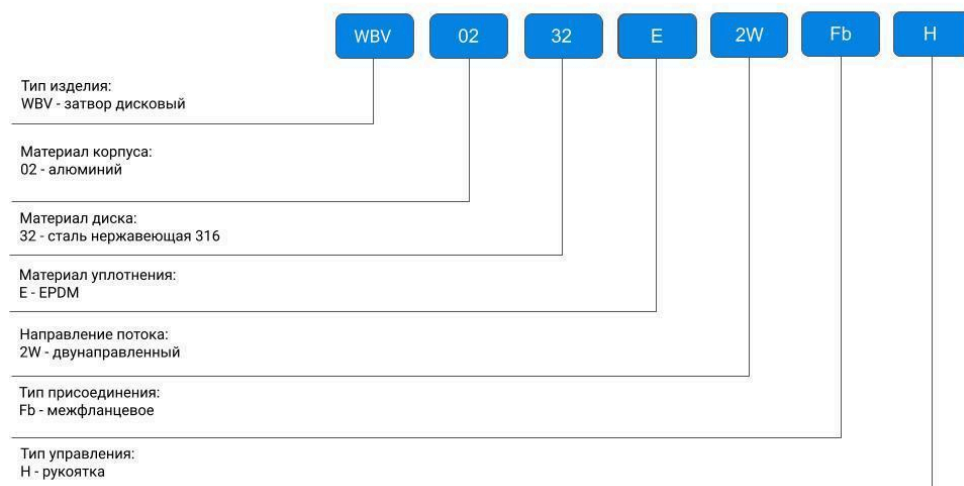 WBV 02 32 E 2W Fb H
Тип изделия:
WBV - затвор дисковый
Материал корпуса:
02 - алюминий
Материал диска:
32 - сталь нержавеющая 316
Материал уплотнения:
E - EPDM
Направление потока:
2W - двунаправленный
Тип присоединения:
Fb - межфланцевое
Тип управления:
H - рукоятка